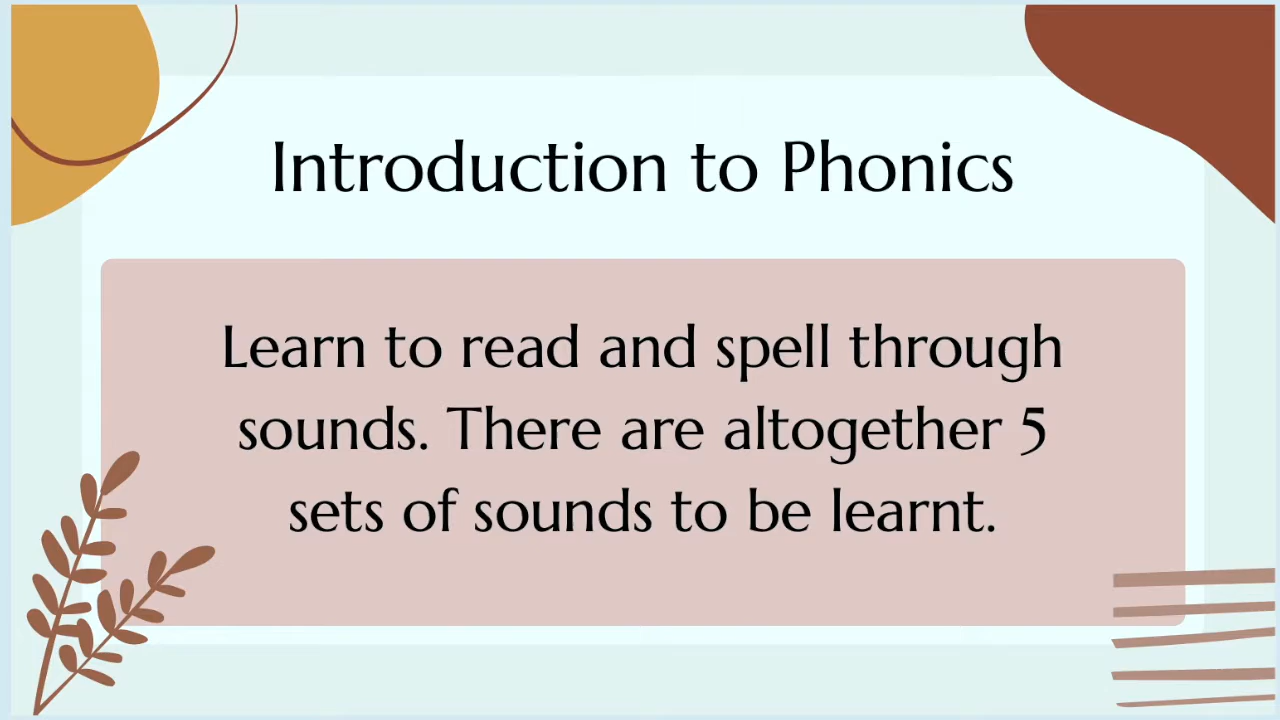 Introduction to Phonics
Learn to read and spell through
sounds. There are altogether 5
sets of sounds to be learnt.